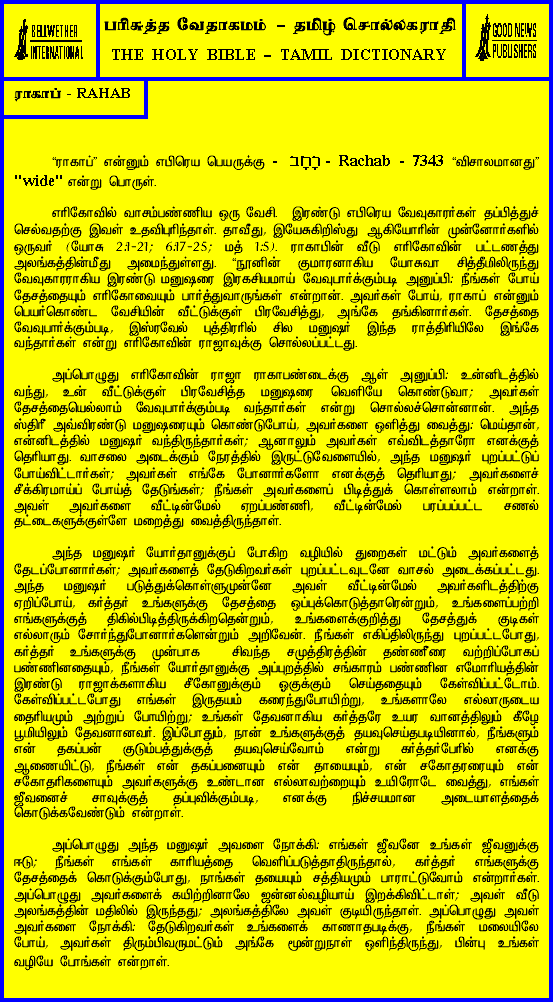 BELLWETHER
INTERNATIONAL
பரிசுத்த வேதாகமம் – தமிழ் சொல்லகராதி
THE HOLY BIBLE – TAMIL DICTIONARY
GOOD NEWS
PUBLISHERS
ராகாப் - RAHAB
“ராகாப்” என்னும் எபிரெய பெயருக்கு - רָחָב - Rachab - 7343 “விசாலமானது”
"wide" என்று பொருள்.
எரிகோவில் வாசம்பண்ணிய ஒரு வேசி. இரண்டு எபிரெய வேவுகாரர்கள் தப்பித்துச்
செல்வதற்கு இவள் உதவிபுரிந்தாள். தாவீது, இயேசுகிறிஸ்து ஆகியோரின் முன்னோர்களில்
ஒருவர் (யோசு 2:1-21; 6:17-25; மத் 1:5). ராகாபின் வீடு எரிகோவின் பட்டணத்து
அலங்கத்தின்மீது அமைந்துள்ளது. “நூனின் குமாரனாகிய யோசுவா சித்தீமிலிருந்து
வேவுகாரராகிய இரண்டு மனுஷரை இரகசியமாய் வேவுபார்க்கும்படி அனுப்பி: நீங்கள் போய்
தேசத்தையும் எரிகோவையும் பார்த்துவாருங்கள் என்றான். அவர்கள் போய், ராகாப் என்னும்
பெயர்கொண்ட வேசியின் வீட்டுக்குள் பிரவேசித்து, அங்கே தங்கினார்கள். தேசத்தை
வேவுபார்க்கும்படி, இஸ்ரவேல் புத்திரரில் சில மனுஷர் இந்த ராத்திரியிலே இங்கே
வந்தார்கள் என்று எரிகோவின் ராஜாவுக்கு சொல்லப்பட்டது.
அப்பொழுது எரிகோவின் ராஜா ராகாபண்டைக்கு ஆள் அனுப்பி: உன்னிடத்தில்
வந்து, உன் வீட்டுக்குள் பிரவேசித்த மனுஷரை வெளியே கொண்டுவா; அவர்கள்
தேசத்தையெல்லாம் வேவுபார்க்கும்படி வந்தார்கள் என்று சொல்லச்சொன்னான். அந்த
ஸ்திரீ அவ்விரண்டு மனுஷரையும் கொண்டுபோய், அவர்களை ஒளித்து வைத்து: மெய்தான்,
என்னிடத்தில் மனுஷர் வந்திருந்தார்கள்; ஆனாலும் அவர்கள் எவ்விடத்தாரோ எனக்குத்
தெரியாது. வாசலை அடைக்கும் நேரத்தில் இருட்டுவேளையில், அந்த மனுஷர் புறப்பட்டுப்
போய்விட்டார்கள்; அவர்கள் எங்கே போனார்களோ எனக்குத் தெரியாது; அவர்களைச்
சீக்கிரமாய்ப் போய்த் தேடுங்கள்; நீங்கள் அவர்களைப் பிடித்துக் கொள்ளலாம் என்றாள்.
அவள் அவர்களை வீட்டின்மேல் ஏறப்பண்ணி, வீட்டின்மேல் பரப்பப்பட்ட சணல்
தட்டைகளுக்குள்ளே மறைத்து வைத்திருந்தாள்.
அந்த மனுஷர் யோர்தானுக்குப் போகிற வழியில் துறைகள் மட்டும் அவர்களைத்
தேடப்போனார்கள்; அவர்களைத் தேடுகிறவர்கள் புறப்பட்டவுடனே வாசல் அடைக்கப்பட்டது.
அந்த மனுஷர் படுத்துக்கொள்ளுமுன்னே அவள் வீட்டின்மேல் அவர்களிடத்திற்கு
ஏறிப்போய், கர்த்தர் உங்களுக்கு தேசத்தை ஒப்புக்கொடுத்தாரென்றும், உங்களைப்பற்றி
எங்களுக்குத் திகில்பிடித்திருக்கிறதென்றும், உங்களைக்குறித்து தேசத்துக் குடிகள்
எல்லாரும் சோர்ந்துபோனார்களென்றும் அறிவேன். நீங்கள் எகிப்திலிருந்து புறப்பட்டபோது,
கர்த்தர் உங்களுக்கு முன்பாக சிவந்த சமுத்திரத்தின் தண்ணீரை வற்றிப்போகப்
பண்ணினதையும், நீங்கள் யோர்தானுக்கு அப்புறத்தில் சங்காரம் பண்ணின எமோரியத்தின்
இரண்டு ராஜாக்களாகிய சீகோனுக்கும் ஓகுக்கும் செய்ததையும் கேள்விப்பட்டோம்.
கேள்விப்பட்டபோது எங்கள் இருதயம் கரைந்துபோயிற்று, உங்களாலே எல்லாருடைய
தைரியமும் அற்றுப் போயிற்று; உங்கள் தேவனாகிய கர்த்தரே உயர வானத்திலும் கீழே
பூமியிலும் தேவனானவர். இப்போதும், நான் உங்களுக்குத் தயவுசெய்தபடியினால், நீங்களும்
என் தகப்பன் குடும்பத்துக்குத் தயவுசெய்வோம் என்று கர்த்தர்பேரில் எனக்கு
ஆணையிட்டு, நீங்கள் என் தகப்பனையும் என் தாயையும், என் சகோதரரையும் என்
சகோதரிகளையும் அவர்களுக்கு உண்டான எல்லாவற்றையும் உயிரோடே வைத்து, எங்கள்
ஜீவனைச் சாவுக்குத் தப்புவிக்கும்படி, எனக்கு நிச்சயமான அடையாளத்தைக்
கொடுக்கவேண்டும் என்றாள்.
அப்பொழுது அந்த மனுஷர் அவளை நோக்கி: எங்கள் ஜீவனே உங்கள் ஜீவனுக்கு
ஈடு; நீங்கள் எங்கள் காரியத்தை வெளிப்படுத்தாதிருந்தால், கர்த்தர் எங்களுக்கு
தேசத்தைக் கொடுக்கும்போது, நாங்கள் தயையும் சத்தியமும் பாராட்டுவோம் என்றார்கள்.
அப்பொழுது அவர்களைக் கயிற்றினாலே ஜன்னல்வழியாய் இறக்கிவிட்டாள்; அவள் வீடு
அலங்கத்தின் மதிலில் இருந்தது; அலங்கத்திலே அவள் குடியிருந்தாள். அப்பொழுது அவள்
அவர்களை நோக்கி: தேடுகிறவர்கள் உங்களைக் காணாதபடிக்கு, நீங்கள் மலையிலே
போய், அவர்கள் திரும்பிவருமட்டும் அங்கே மூன்றுநாள் ஒளிந்திருந்து, பின்பு உங்கள்
வழியே போங்கள் என்றாள்.